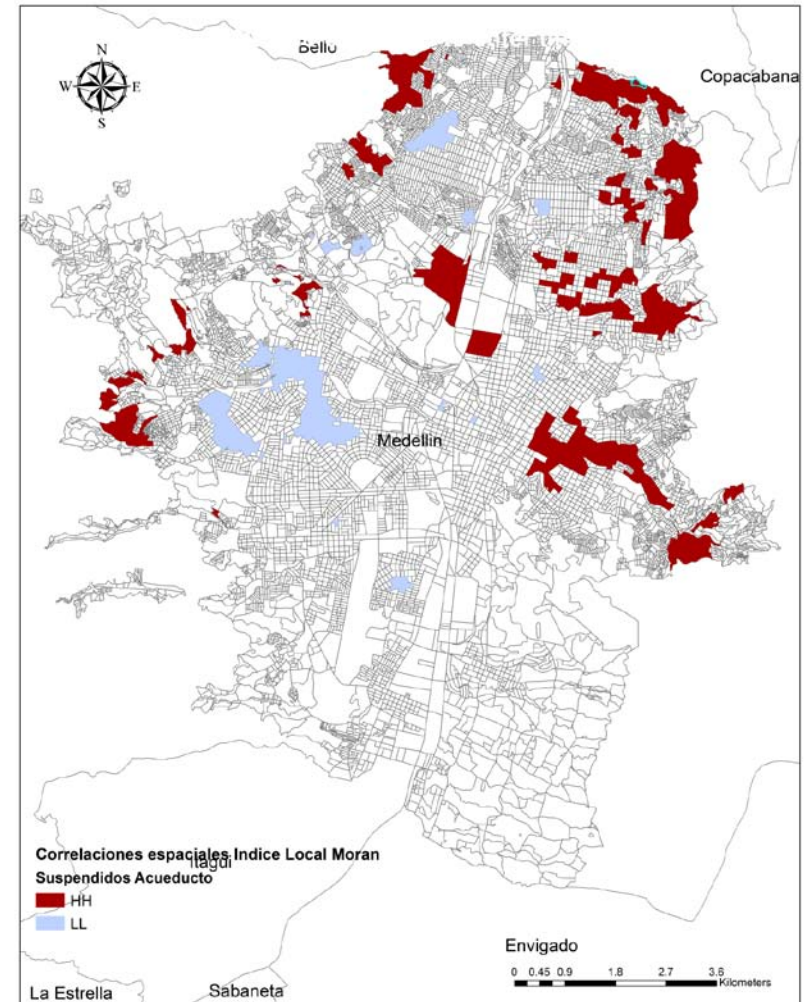 Bello
N
W E
S
Copacabana
Medellin
Correlaciones espaciales Indice Local Moran
Itagüi
Suspendidos Acueducto
HH
LL
Envigado
0 0.45 0.9 1.8 2.7 3.6
Kilometers
La Estrella
Sabaneta